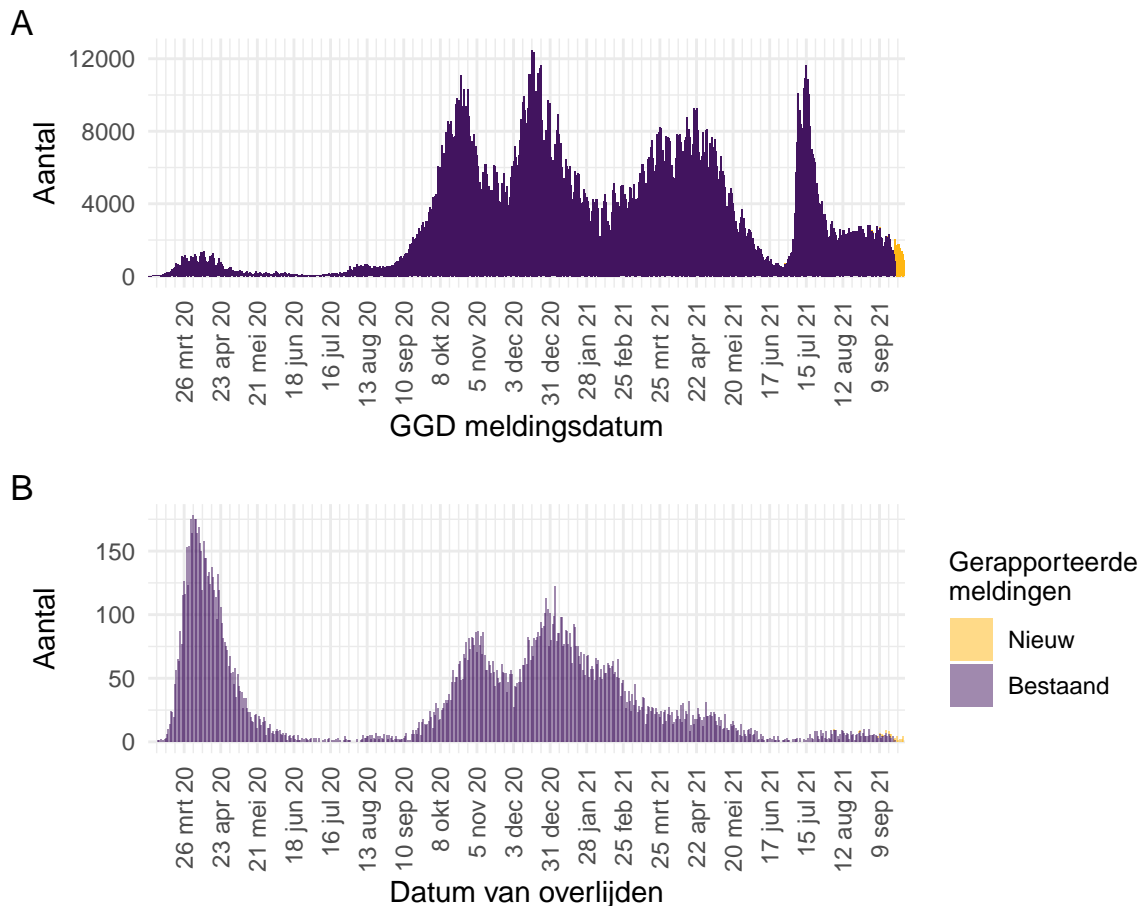 A
12000
8000
4000
0
Aantal
26 mrt 20
23 apr 20
21 mei 20
18 jun 20
16 jul 20
13 aug 20
10 sep 20
8 okt 20
5 nov 20
3 dec 20
31 dec 20
28 jan 21
25 feb 21
25 mrt 21
22 apr 21
20 mei 21
17 jun 21
15 jul 21
12 aug 21
9 sep 21
GGD meldingsdatum
B
150
100
50
0
Aantal
26 mrt 20
23 apr 20
21 mei 20
18 jun 20
16 jul 20
13 aug 20
10 sep 20
8 okt 20
5 nov 20
3 dec 20
31 dec 20
28 jan 21
25 feb 21
25 mrt 21
22 apr 21
20 mei 21
17 jun 21
15 jul 21
12 aug 21
9 sep 21
Datum van overlijden
Gerapporteerde
meldingen
Nieuw
Bestaand